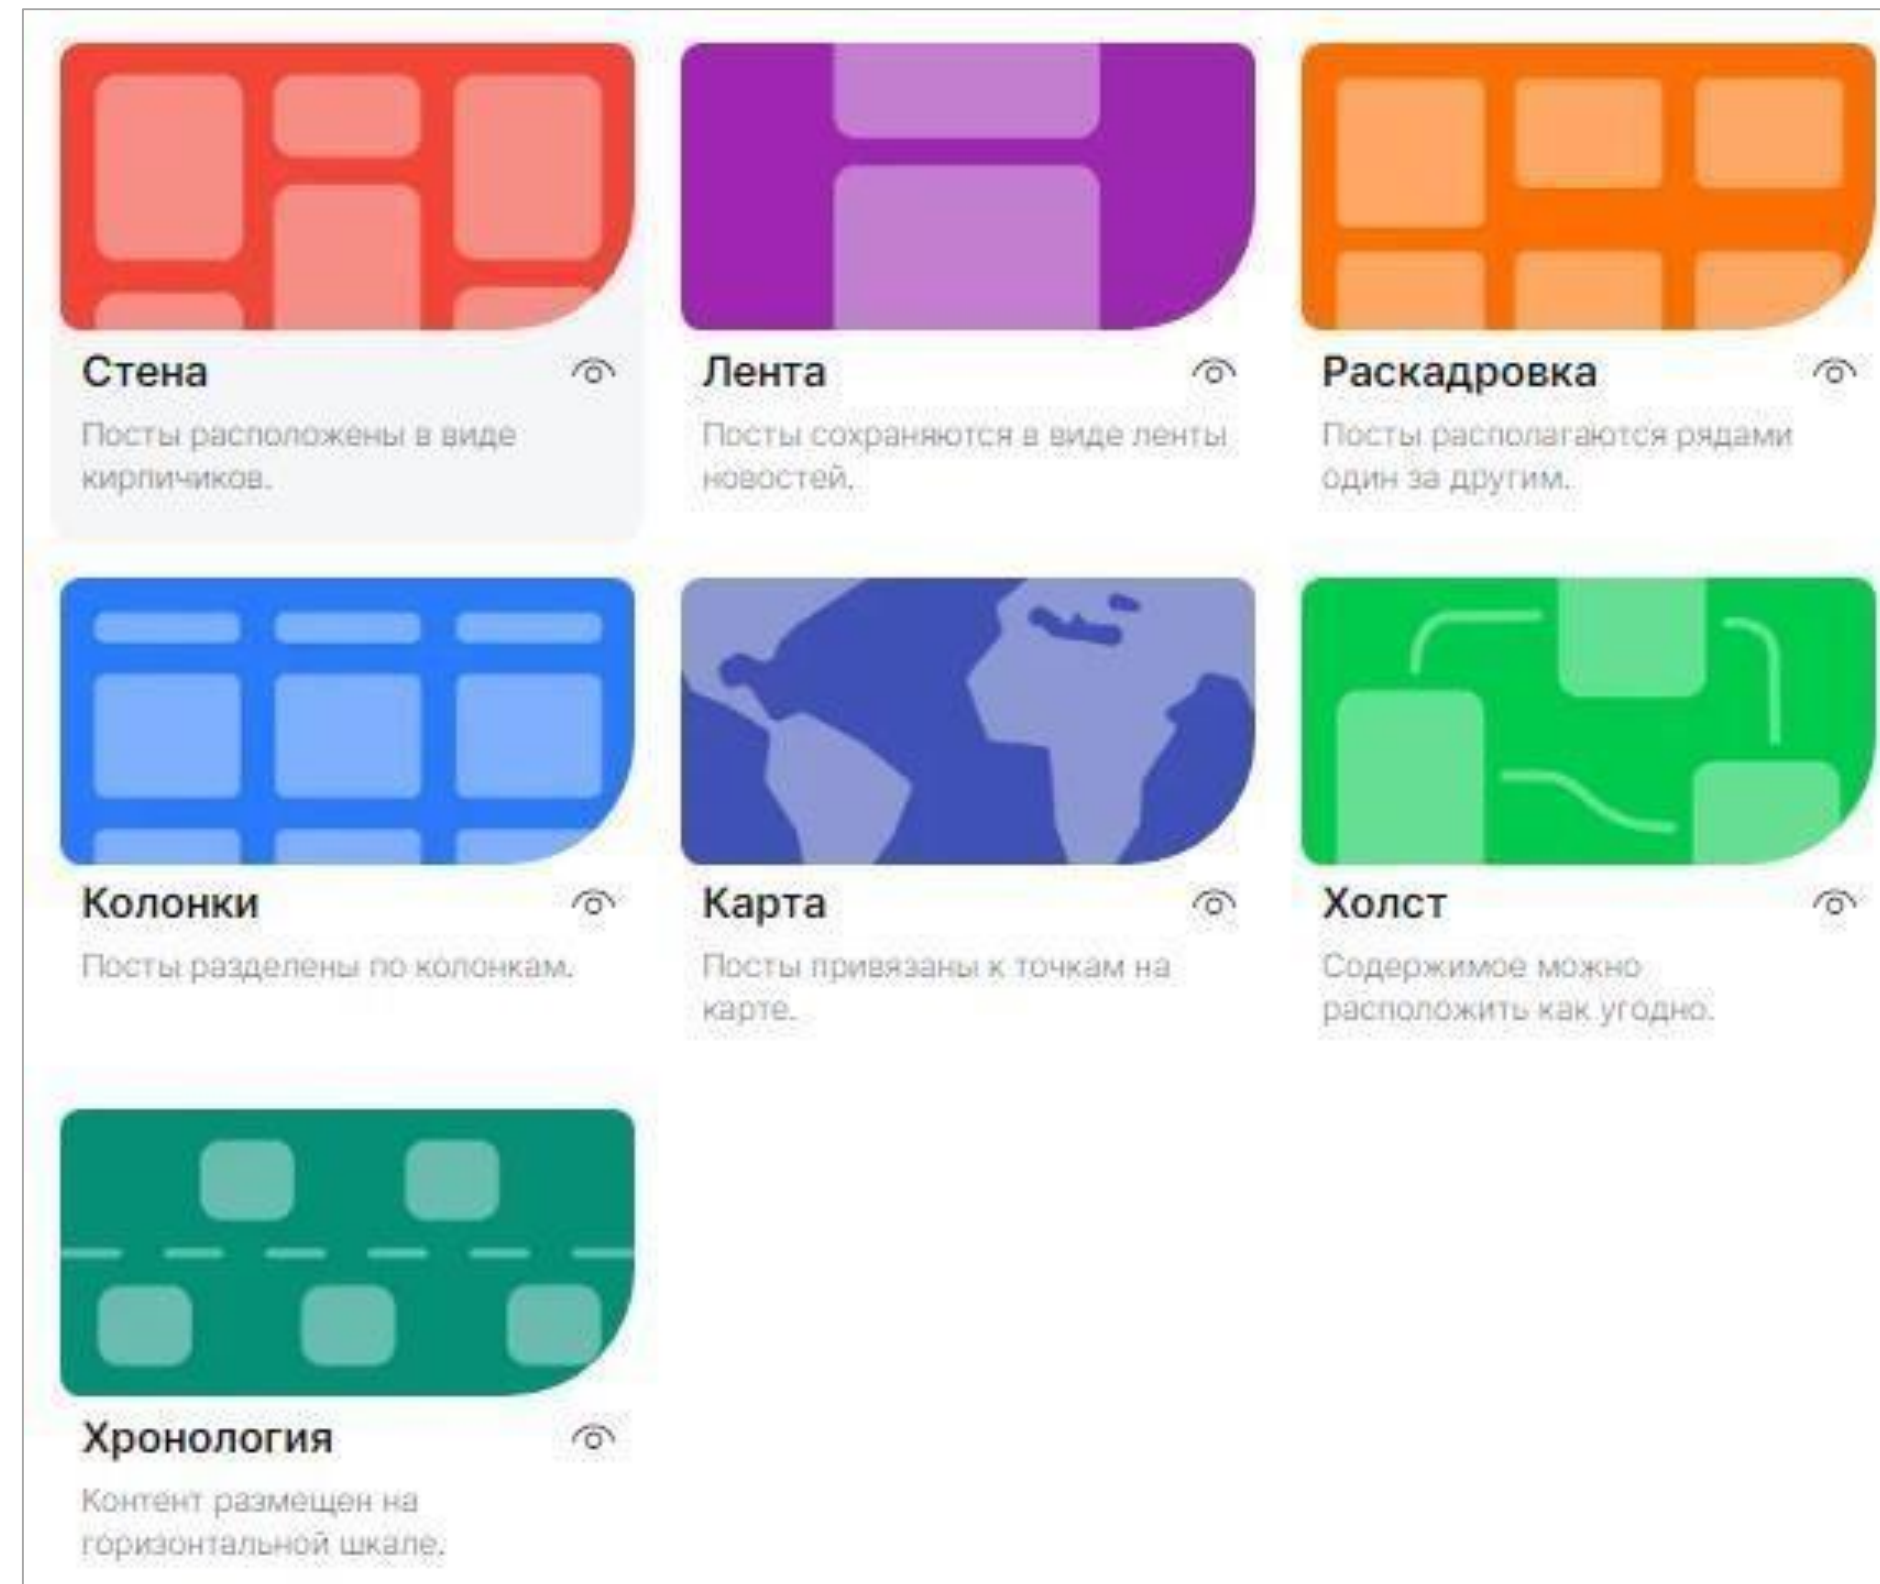 Стена
Посты расположены в виде
кирпичиков.
Лента
Посты сохраняются в виде ленты
новостей.
Раскадровка
Посты располагаются рядами
один за другим.
Колонки
Посты разделены по колонкам.
Карта
Посты привязаны к точкам на
карте.
Холст
Содержимое можно
расположить как угодно.
Хронология
Контент размещен на
горизонтальной шкале.